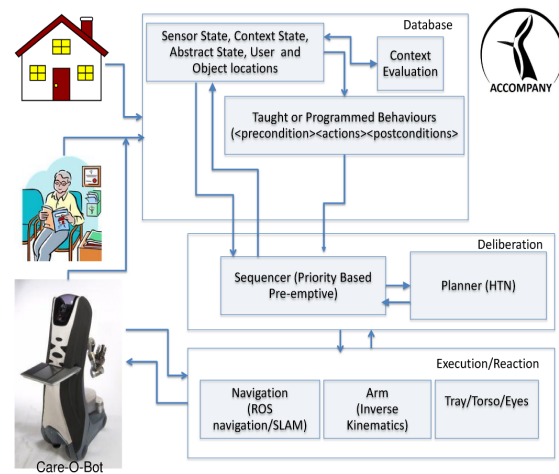 Database
Sensor State, Context State,
Abstract State, User and
Object locations
Context
Evaluation
ACCOMPANY
Taught or Programmed Behaviours
(<precondition><actions><postconditions>
Deliberation
Sequencer (Priority Based
Pre-emptive)
Planner (HTN)
Execution/Reaction
Navigation
(ROS
navigation/SLAM)
Arm
(Inverse
Kinematics)
Tray/Torso/Eyes
Care-O-Bot